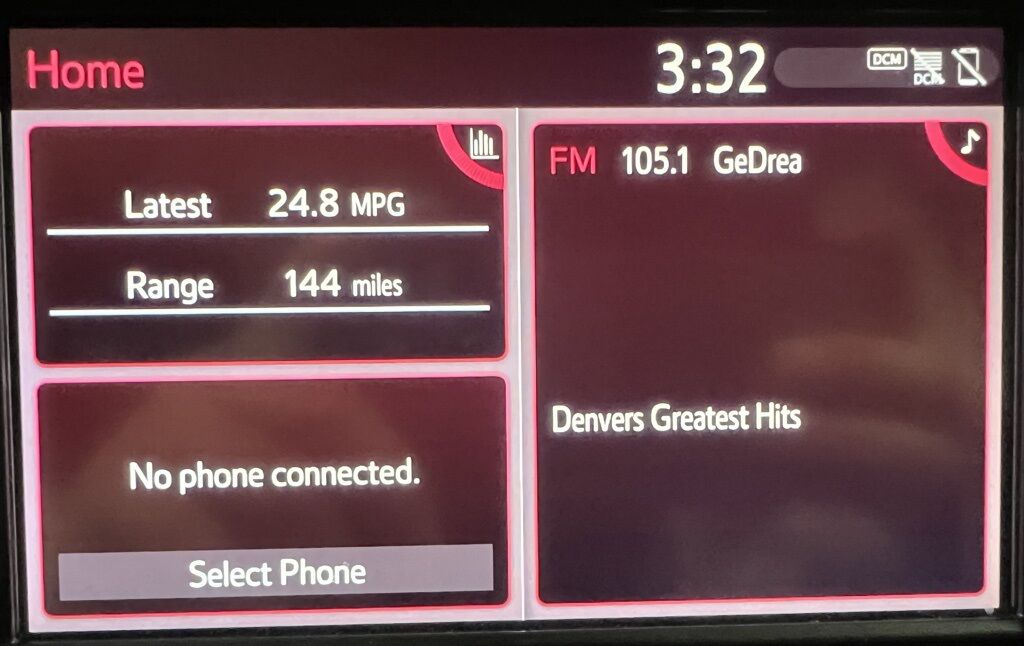 Home
3:32
DCM
DCM
Latest 24.8 MPG
Range 144 miles
No phone connected.
Select Phone
FM 105.1 GeDrea
Denvers Greatest Hits